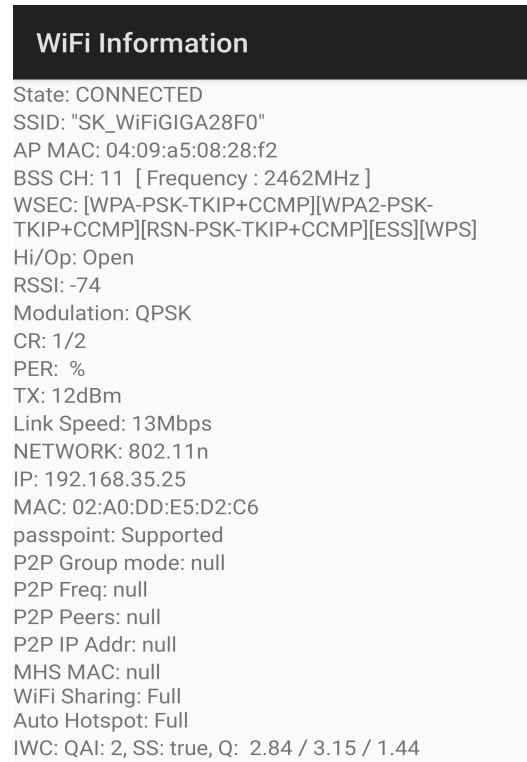 WiFi Information
State: CONNECTED
SSID: "SK_WiFiGIGA28F0"
AP MAC: 04:09:a5:08:28:f2
BSS CH: 11 [ Frequency : 2462MHz ]
WSEC: [WPA-PSK-TKIP+CCMP][WPA2-PSK-
TKIP+CCMP][RSN-PSK-TKIP+CCMP][ESS][WPS]
Hi/Op: Open
RSSI: -74
Modulation: QPSK
CR: 1/2
PER: %
TX: 12dBm
Link Speed: 13Mbps
NETWORK: 802.11n
IP: 192.168.35.25
MAC: 02:A0:DD:E5:D2:C6
passpoint: Supported
P2P Group mode: null
P2P Freq: null
P2P Peers: null
P2P IP Addr: null
MHS MAC: null
WiFi Sharing: Full
Auto Hotspot: Full
IWC: QAI: 2, SS: true, Q: 2.84 / 3.15 / 1.44